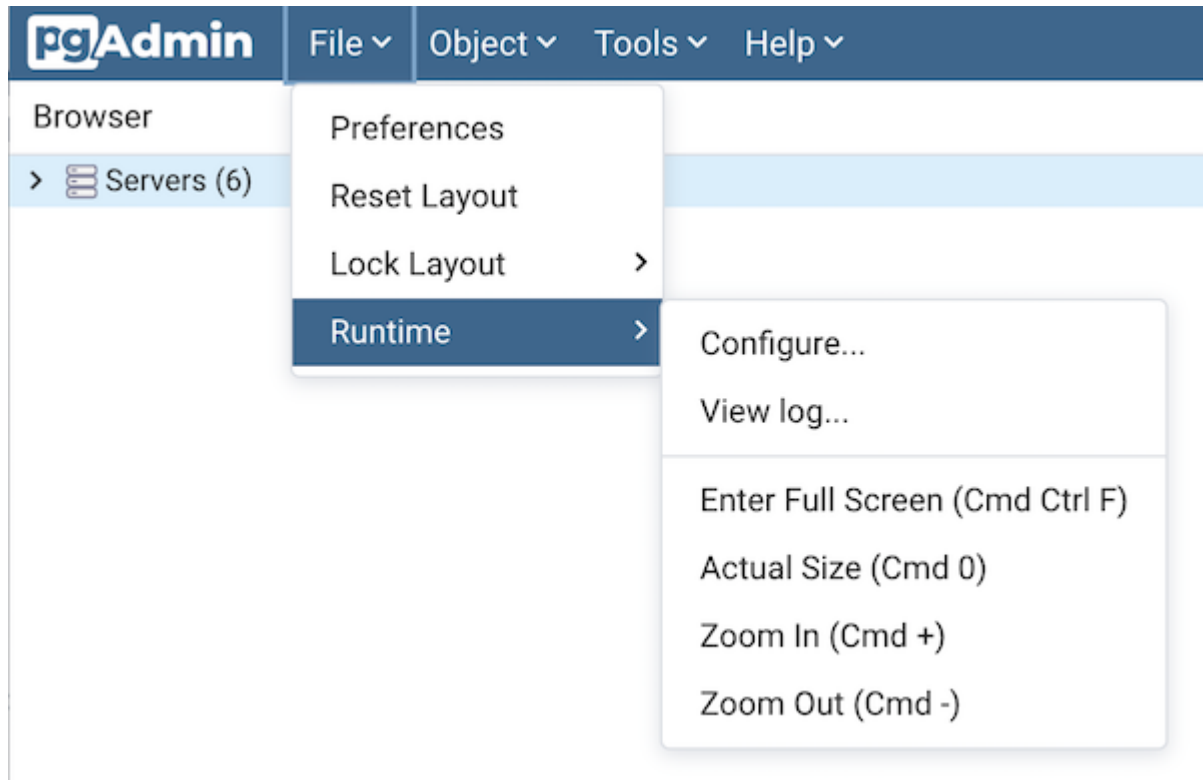 pgAdmin File Object Tools Help
Browser
Servers (6)
Preferences
Reset Layout
Lock Layout
Runtime
Configure...
View log...
Enter Full Screen (Cmd Ctrl F)
Actual Size (Cmd 0)
Zoom In (Cmd +)
Zoom Out (Cmd -)